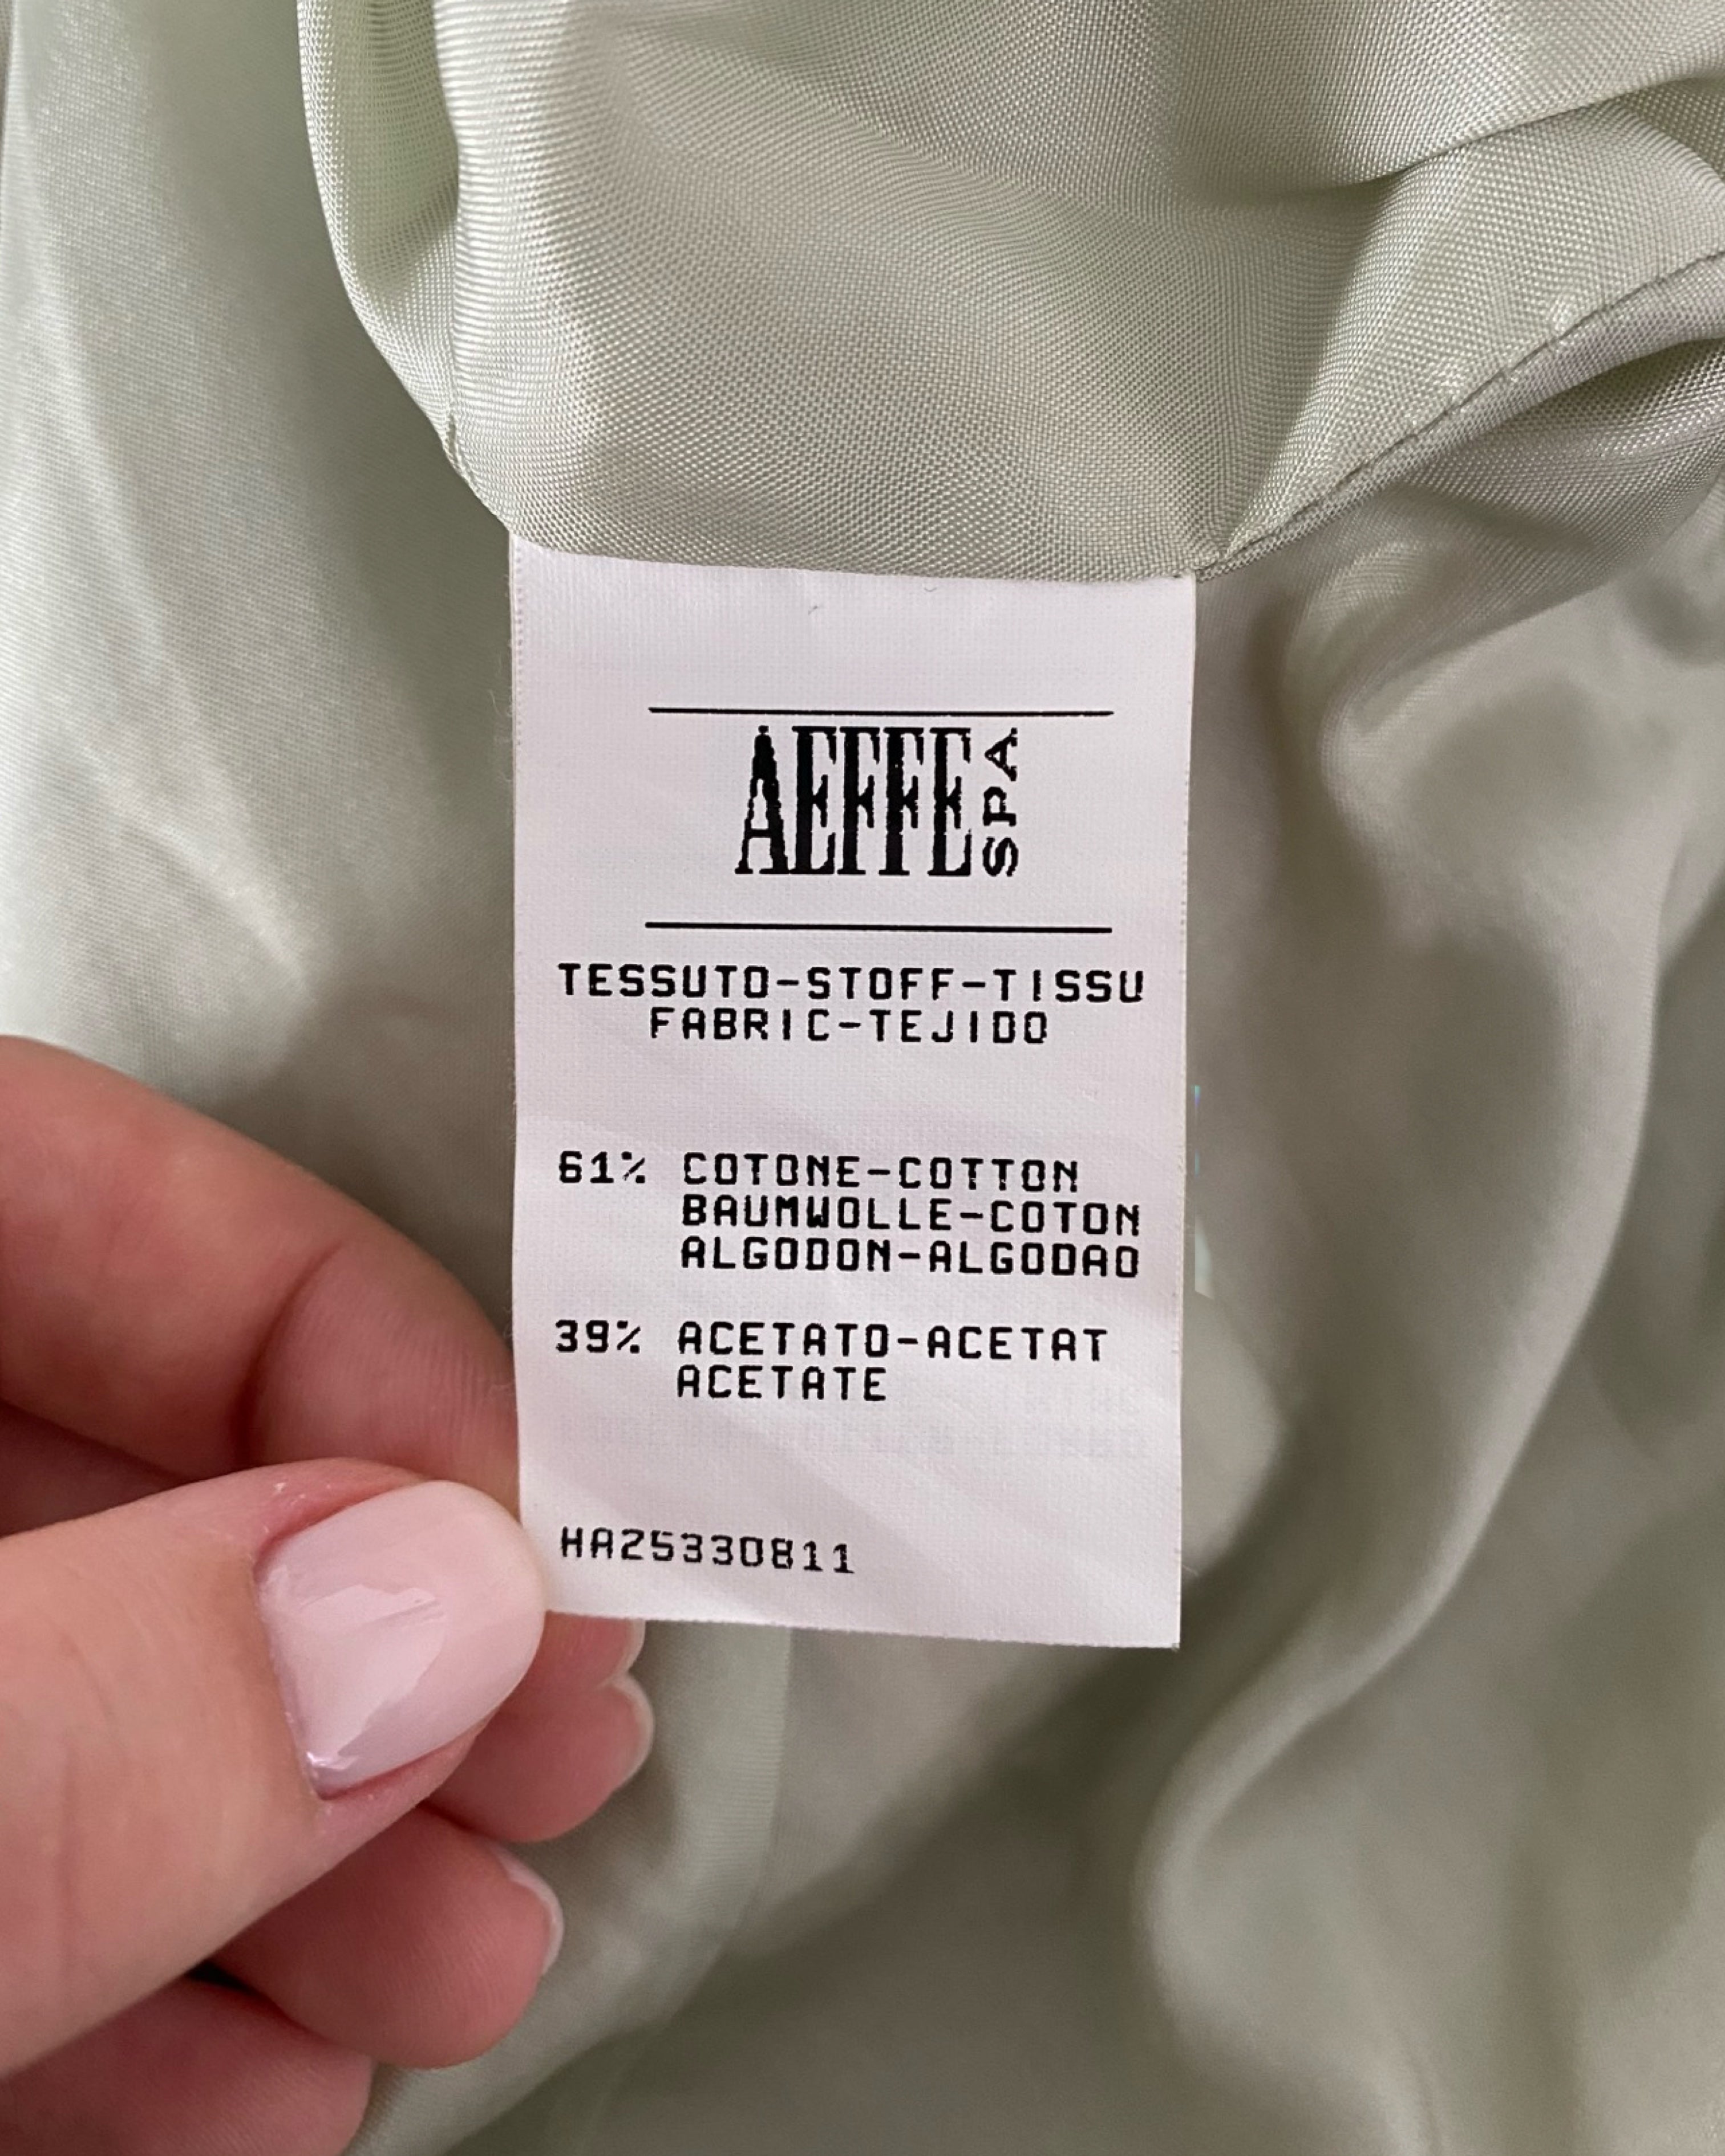 AEFFE SPA
TESSUTO-STOFF-TISSU
FABRIC-TEJIDO
61% COTONE-COTTON
BAUMWOLLE-COTON
ALGODON-ALGODAO
39% ACETATO-ACETAT
ACETATE
HA25330811